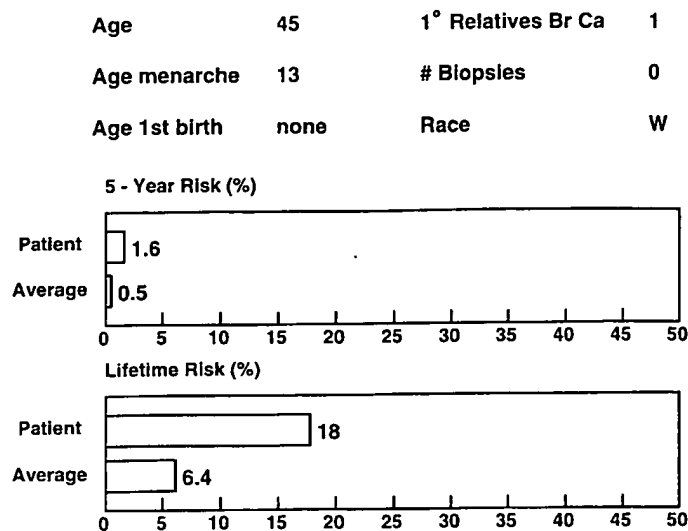 Age 45 1° Relatives Br Ca 1
Age menarche 13 # Biopsies 0
Age 1st birth none Race W
5 - Year Risk (%)
Patient 1.6
Average 0.5
0 5 10 15 20 25 30 35 40 45 50
Lifetime Risk (%)
Patient 18
Average 6.4
0 5 10 15 20 25 30 35 40 45 50